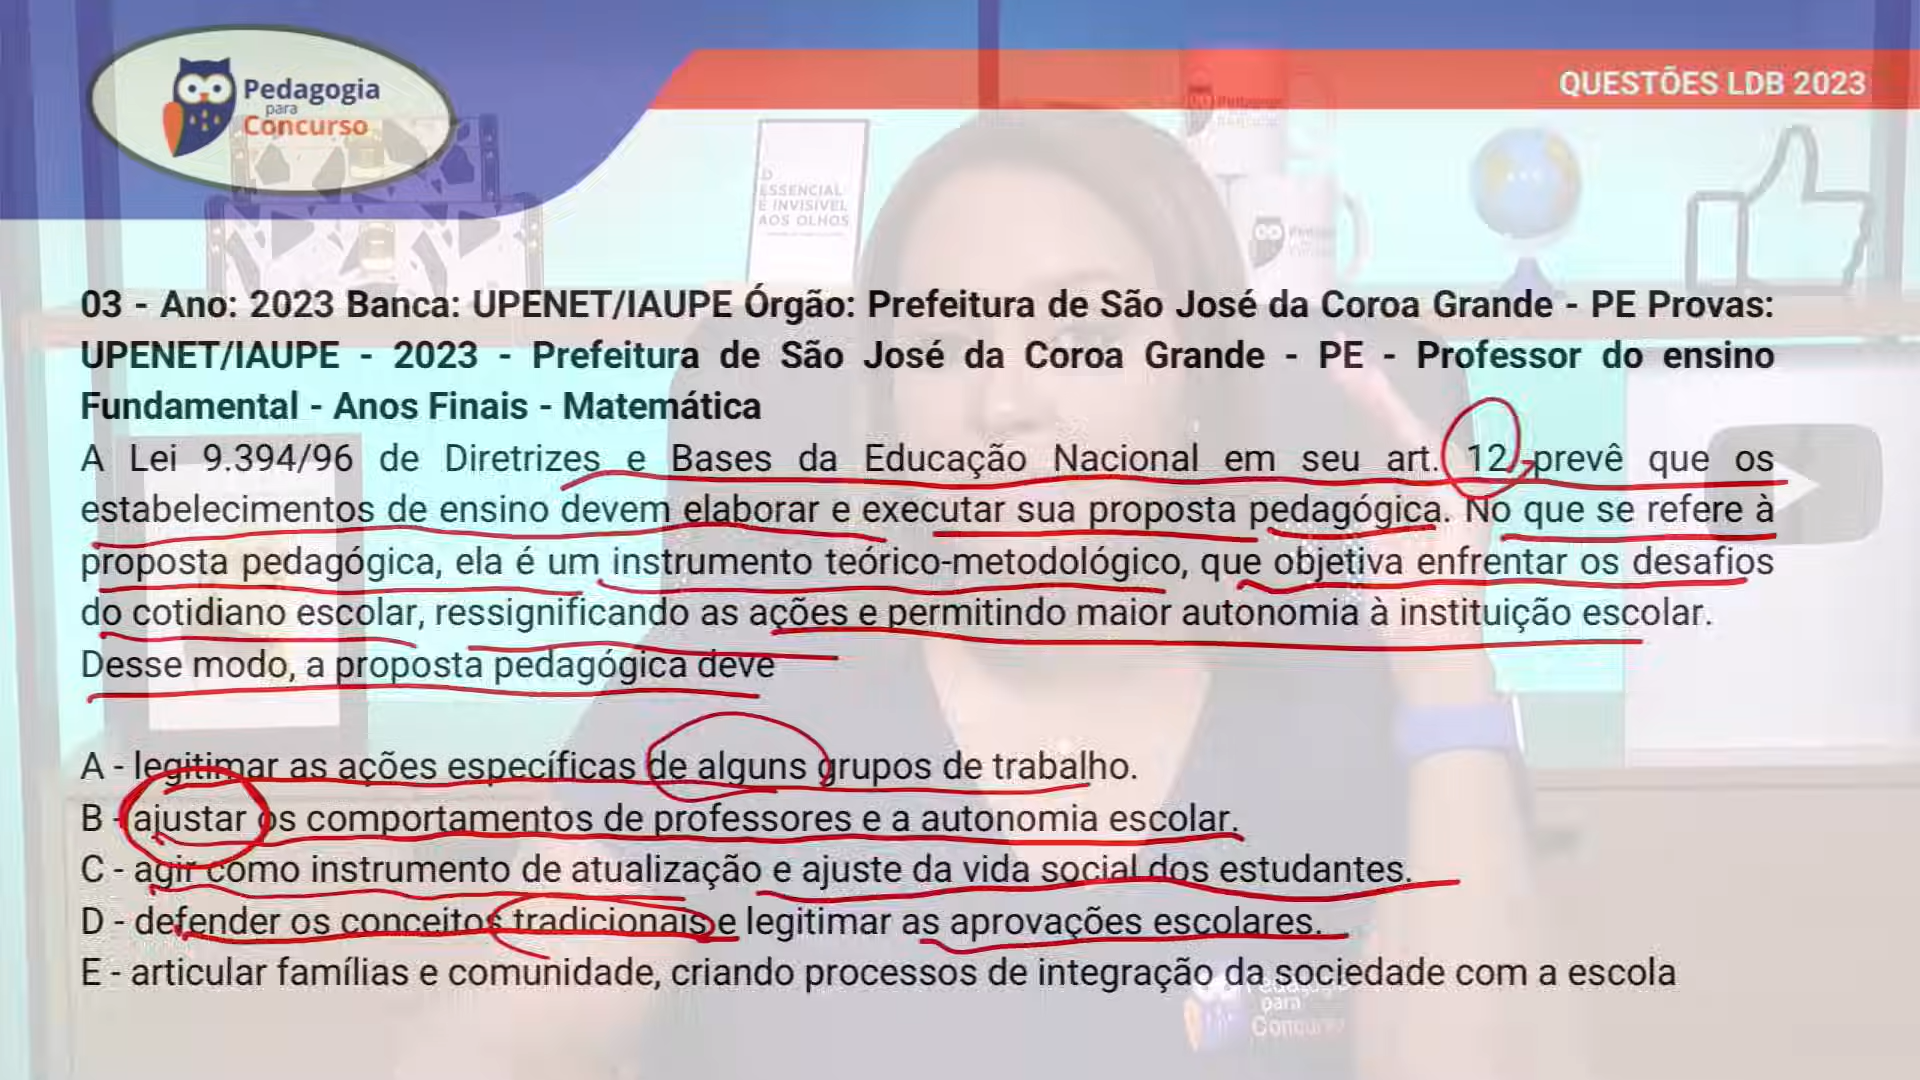 Pedagogia
para
Concurso
QUESTÕES LDB 2023
O
ESSENCIAL
É INVISÍVEL
AOS OLHOS
03 - Ano: 2023 Banca: UPENET/IAUPE Órgão: Prefeitura de São José da Coroa Grande - PE Provas:
UPENET/IAUPE - 2023 - Prefeitura de São José da Coroa Grande - PE - Professor do ensino
Fundamental - Anos Finais - Matemática
A Lei 9.394/96 de Diretrizes e Bases da Educação Nacional em seu art. 12, prevê que os
estabelecimentos de ensino devem elaborar e executar sua proposta pedagógica. No que se refere à
proposta pedagógica, ela é um instrumento teórico-metodológico, que objetiva enfrentar os desafios
do cotidiano escolar, ressignificando as ações e permitindo maior autonomia à instituição escolar.
Desse modo, a proposta pedagógica deve
A - legitimar as ações específicas de alguns grupos de trabalho.
B - ajustar os comportamentos de professores e a autonomia escolar.
C - agir como instrumento de atualização e ajuste da vida social dos estudantes.
D - defender os conceitos tradicionais e legitimar as aprovações escolares.
E - articular famílias e comunidade, criando processos de integração da sociedade com a escola
Pedagogia
para
Concurso